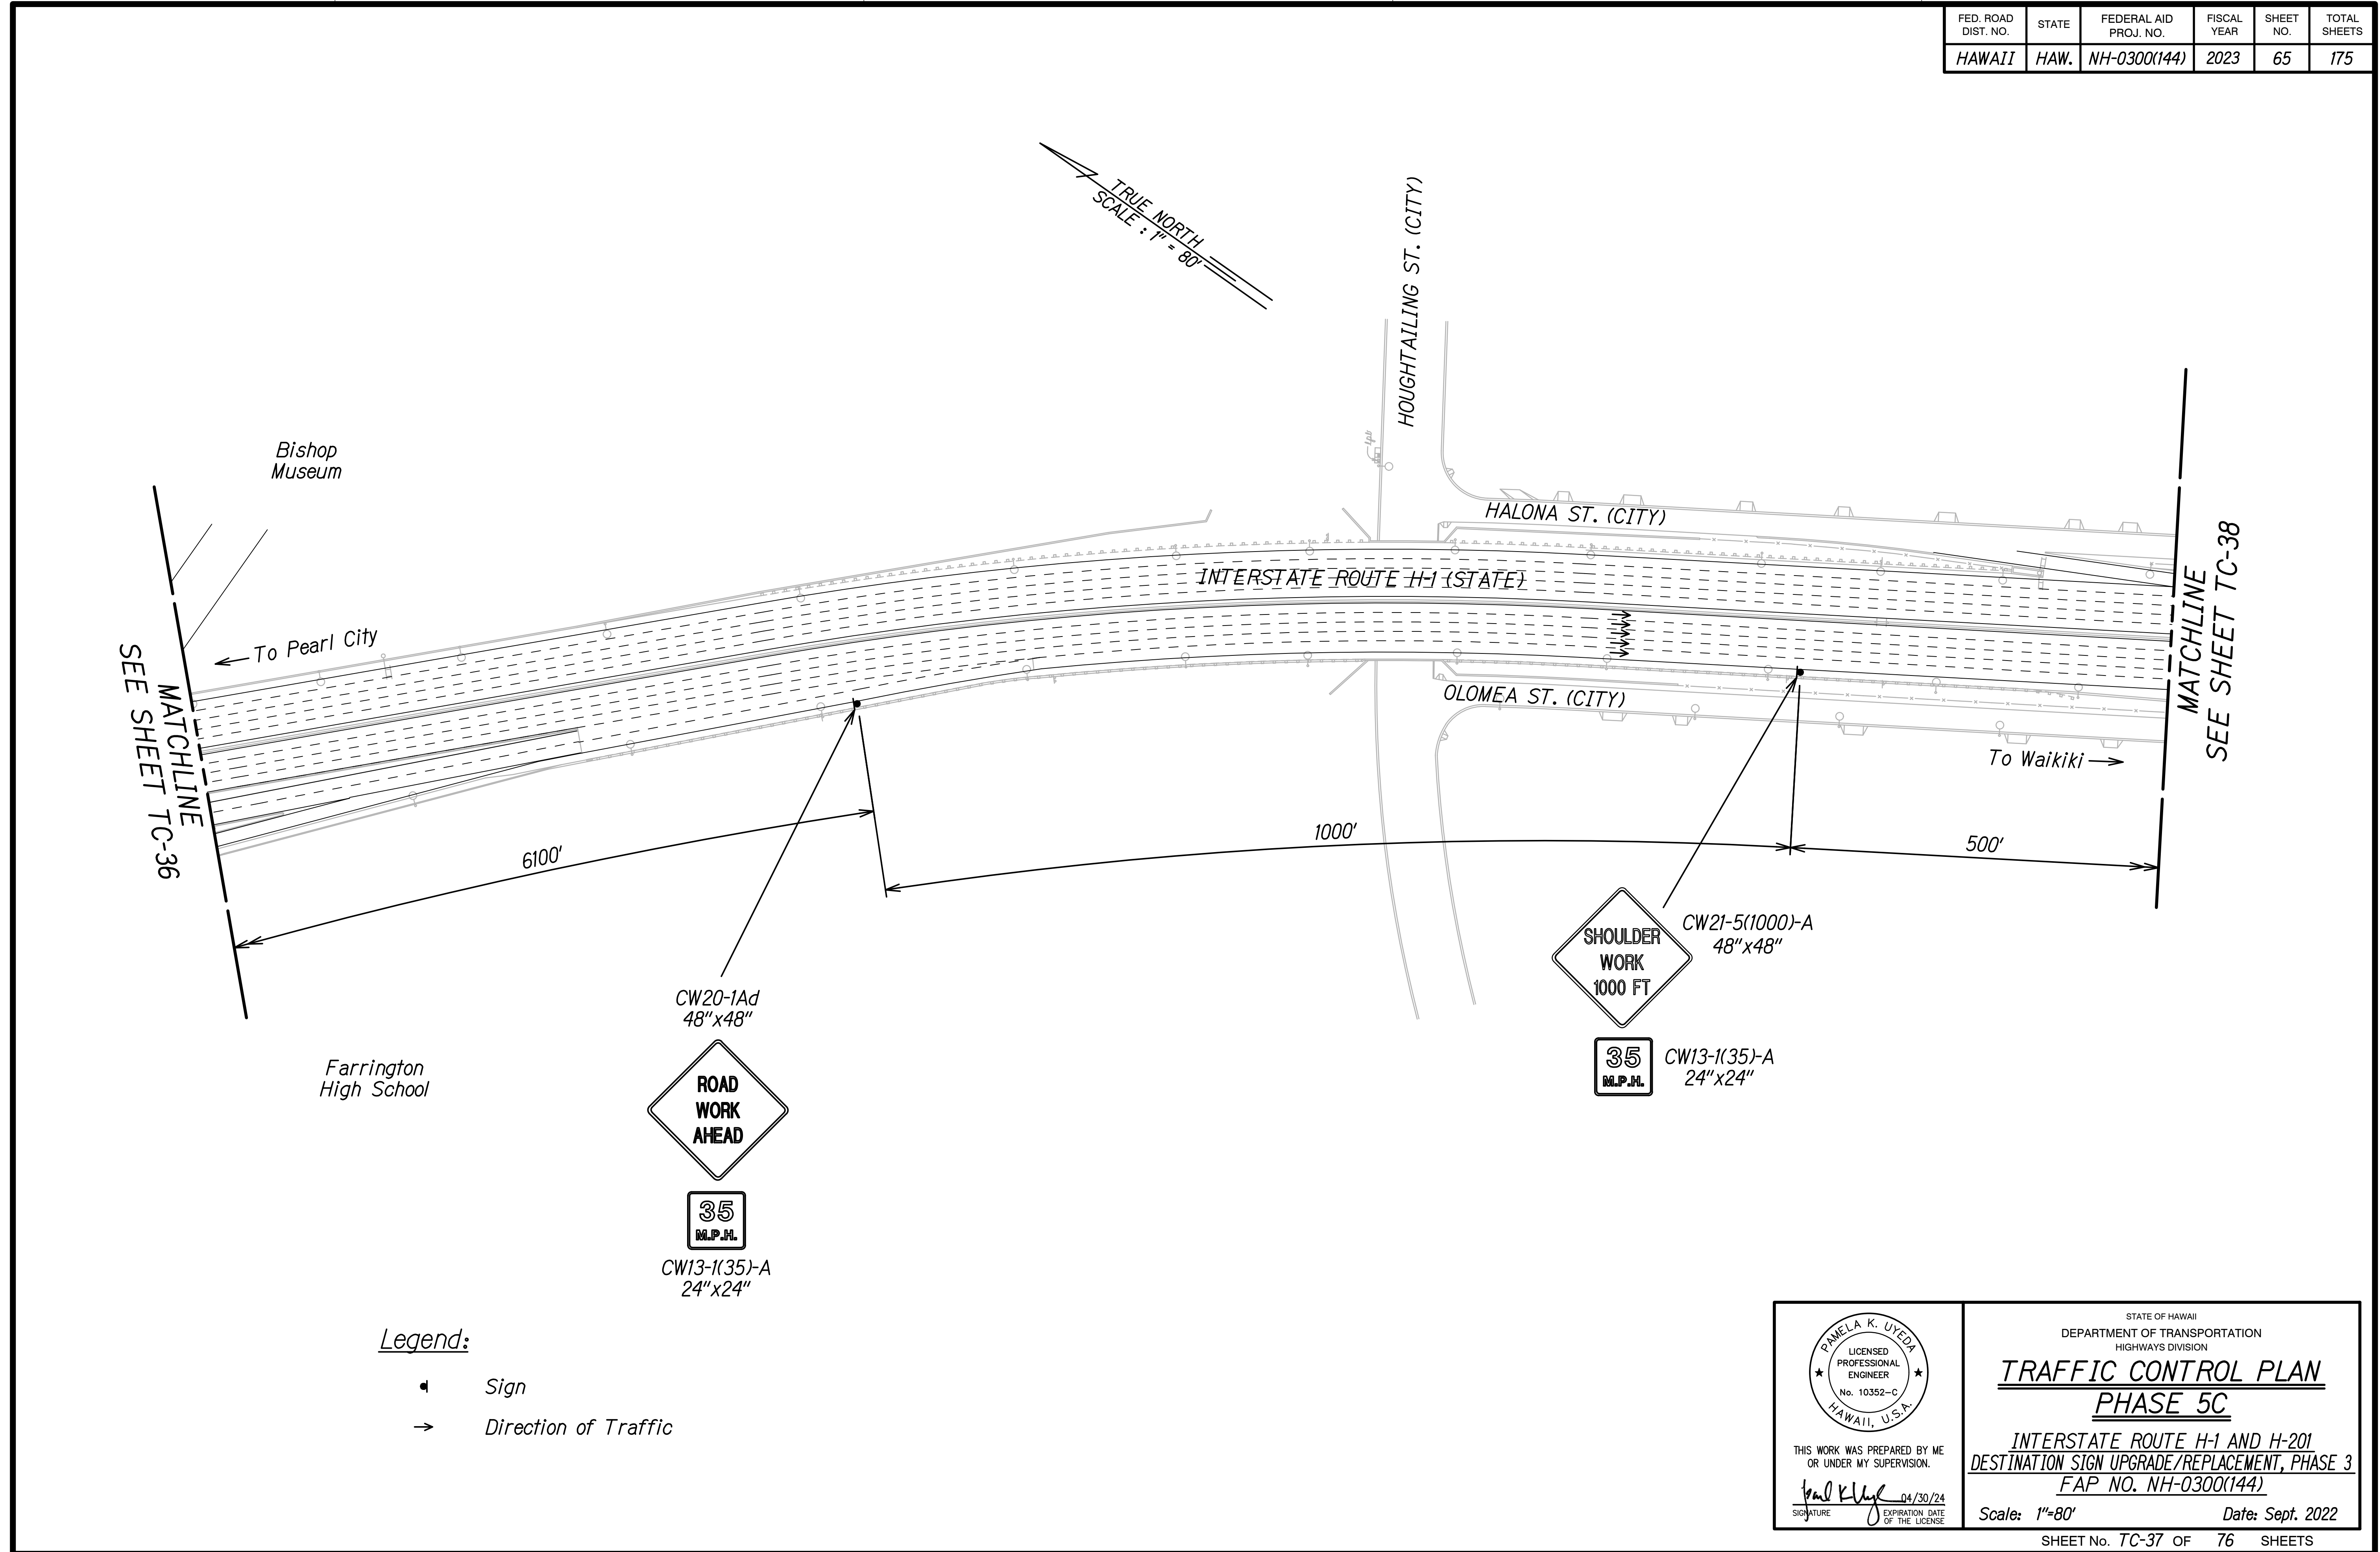 FED. ROAD DIST. NO.
STATE
FEDERAL AID PROJ. NO.
FISCAL YEAR
SHEET NO.
TOTAL SHEETS
HAWAII
HAW.
NH-0300(144)
2023
65
175
TRUE NORTH
SCALE : 1" = 80'
HOUGHTAILING ST. (CITY)
Bishop
Museum
HALONA ST. (CITY)
INTERSTATE ROUTE H-1 (STATE)
To Pearl City
OLOMEA ST. (CITY)
To Waikiki
MATCHLINE
SEE SHEET TC-36
MATCHLINE
SEE SHEET TC-38
6100'
1000'
500'
CW20-1Ad
48"x48"
ROAD
WORK
AHEAD
35
M.P.H.
CW13-1(35)-A
24"x24"
SHOULDER
WORK
1000 FT
CW21-5(1000)-A
48"x48"
35
M.P.H.
CW13-1(35)-A
24"x24"
Farrington
High School
Legend:
Sign
Direction of Traffic
PAMELA K. UYEDA
LICENSED
PROFESSIONAL
ENGINEER
No. 10352-C
HAWAII, U.S.A.
THIS WORK WAS PREPARED BY ME
OR UNDER MY SUPERVISION.
04/30/24
SIGNATURE
EXPIRATION DATE
OF THE LICENSE
STATE OF HAWAII
DEPARTMENT OF TRANSPORTATION
HIGHWAYS DIVISION
TRAFFIC CONTROL PLAN
PHASE 5C
INTERSTATE ROUTE H-1 AND H-201
DESTINATION SIGN UPGRADE/REPLACEMENT, PHASE 3
FAP NO. NH-0300(144)
Scale: 1"=80'
Date: Sept. 2022
SHEET No. TC-37 OF 76 SHEETS